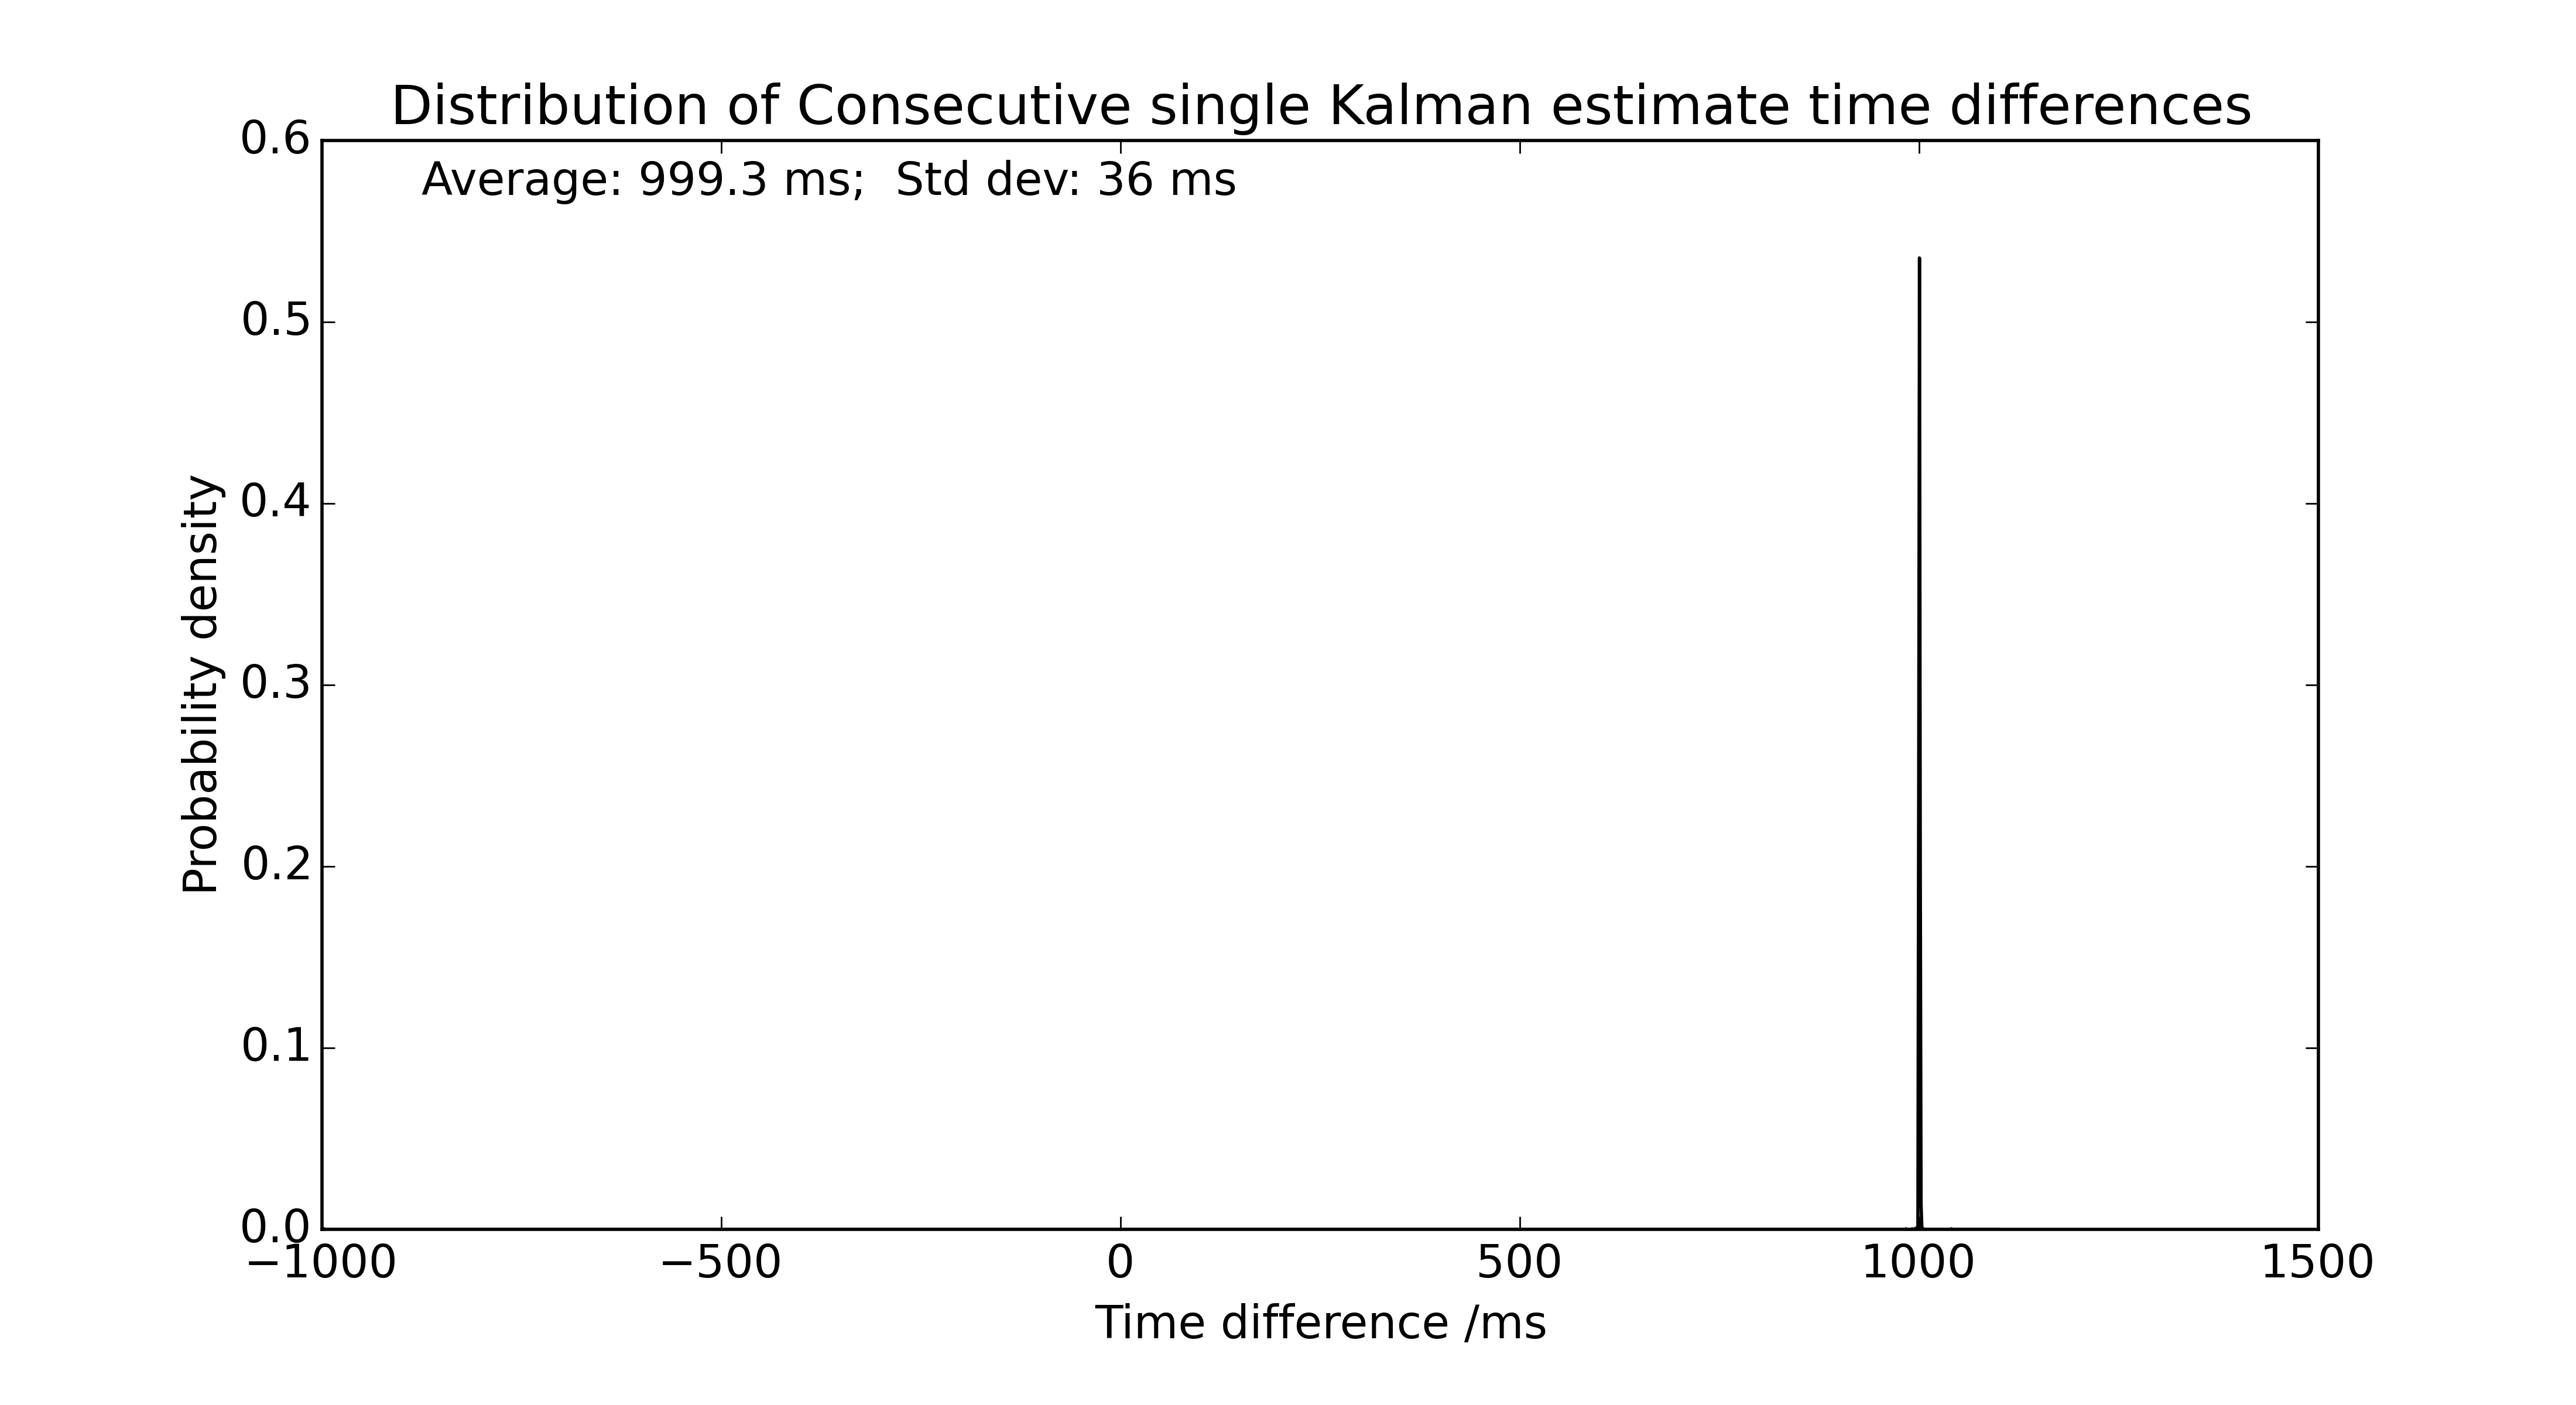 Distribution of Consecutive single Kalman estimate time differences
Average: 999.3 ms;  Std dev: 36 ms
0.6
0.5
0.4
0.3
0.2
0.1
0.0
Probability density
−1000 −500 0 500 1000 1500
Time difference /ms